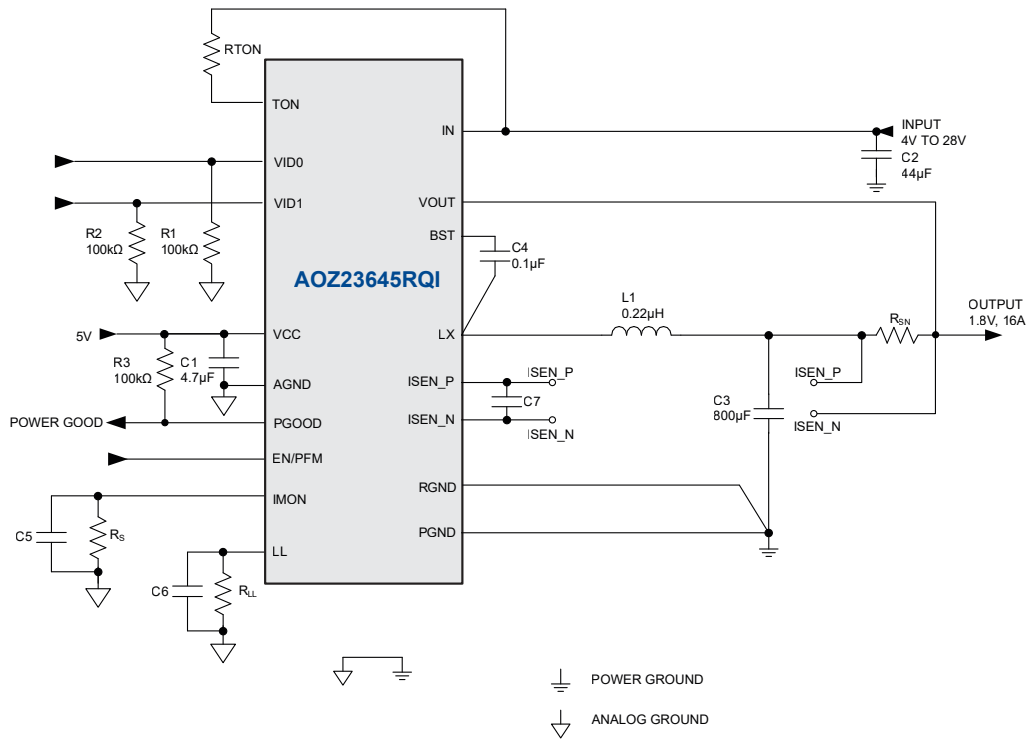 RTON
TON
IN
INPUT
4V TO 28V
C2
44µF
VID0
VID1
R2
100kΩ
R1
100kΩ
VOUT
BST
C4
0.1µF
AOZ23645RQI
L1
0.22µH
OUTPUT
1.8V, 16A
RSN
5V
VCC
LX
R3
100kΩ
C1
4.7µF
AGND
ISEN_P
ISEN_P
ISEN_P
C7
C3
800µF
POWER GOOD
PGOOD
ISEN_N
ISEN_N
ISEN_N
EN/PFM
IMON
RGND
C5
RS
PGND
LL
C6
RLL
POWER GROUND
ANALOG GROUND